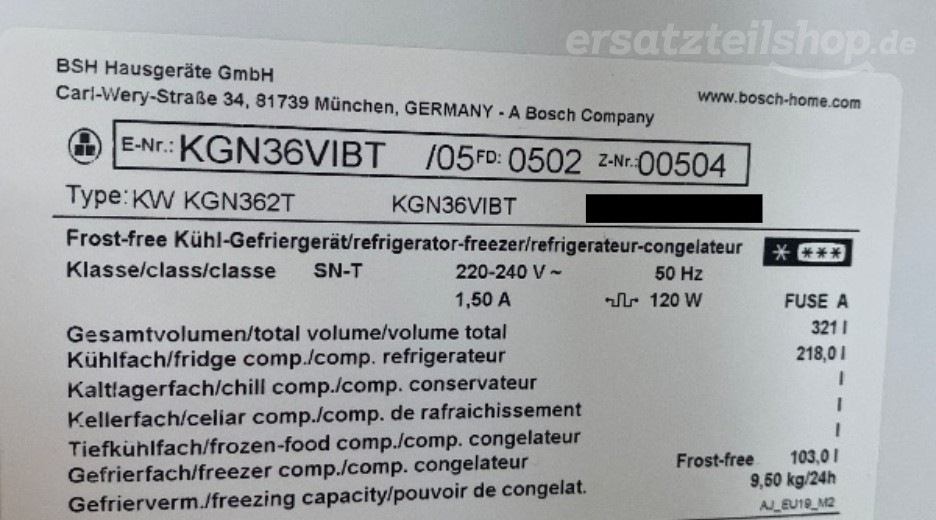 ersatzteilshop.de
BSH Hausgeräte GmbH
Carl-Wery-Straße 34, 81739 München, GERMANY - A Bosch Company
www.bosch-home.com
E-Nr.: KGN36VIBT /05 FD: 0502 Z-Nr.: 00504
Type: KW KGN362T KGN36VIBT
Frost-free Kühl-Gefriergerät/refrigerator-freezer/refrigerateur-congelateur * ***
Klasse/class/classe SN-T 220-240 V ~ 50 Hz
1,50 A 120 W FUSE A
Gesamtvolumen/total volume/volume total 321 l
Kühlfach/fridge comp./comp. refrigerateur 218,0 l
Kaltlagerfach/chill comp./comp. conservateur l
Kellerfach/cellar comp./comp. de rafraichissement l
Tiefkühlfach/frozen-food comp./comp. congelateur l
Gefrierfach/freezer comp./comp. congelateur Frost-free 103,0 l
Gefrierverm./freezing capacity/pouvoir de congelat. 9,50 kg/24h
AJ_EU19_M2